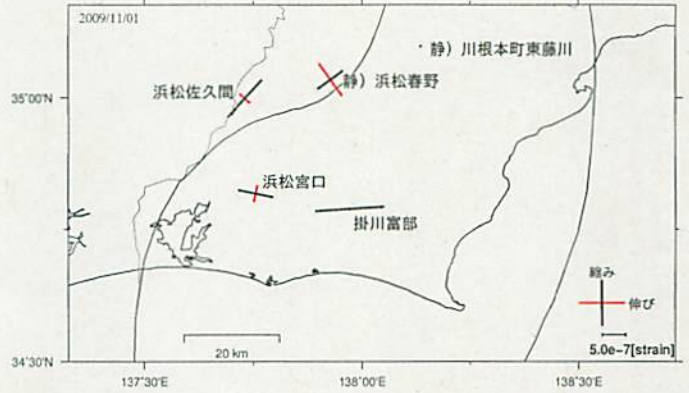 2009/11/01
静）川根本町東藤川
静）浜松春野
浜松佐久間
35°00'N
浜松宮口
掛川富部
縮み
伸び
5.0e-7[strain]
20 km
34°30'N
137°30'E
138°00'E
138°30'E